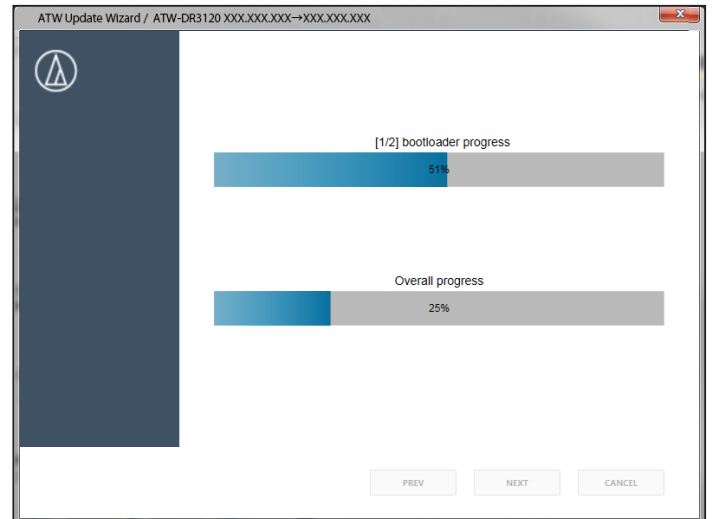 ATW Update Wizard / ATW-DR3120 XXX.XXX.XXX→XXX.XXX.XXX
x
[1/2] bootloader progress
51%
Overall progress
25%
PREV NEXT CANCEL